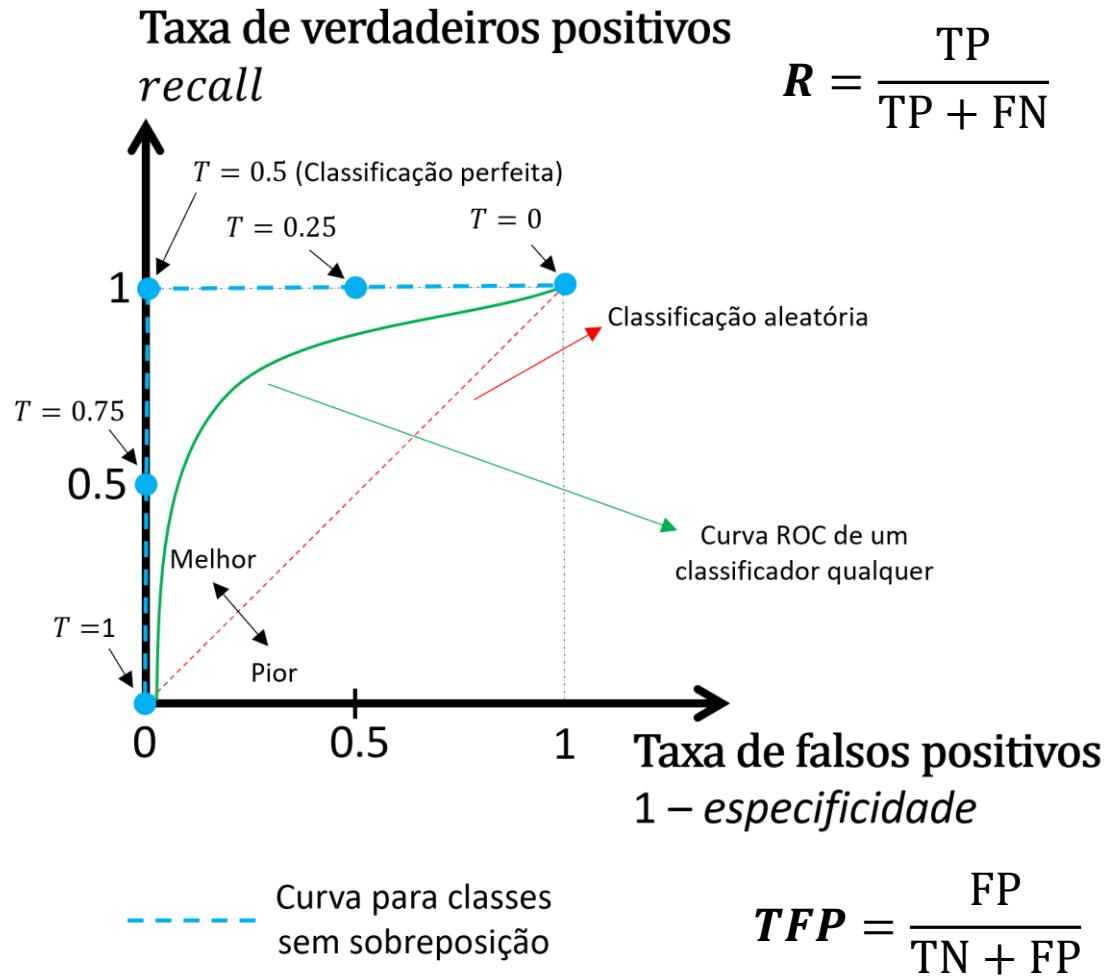 Taxa de verdadeiros positivos
recall
R = TP / (TP + FN)
T = 0.5 (Classificação perfeita)
T = 0.25
T = 0
1
Classificação aleatória
T = 0.75
0.5
Curva ROC de um
classificador qualquer
Melhor
T =1
Pior
0
0.5
1
Taxa de falsos positivos
1 – especificidade
Curva para classes
sem sobreposição
TFP = FP / (TN + FP)